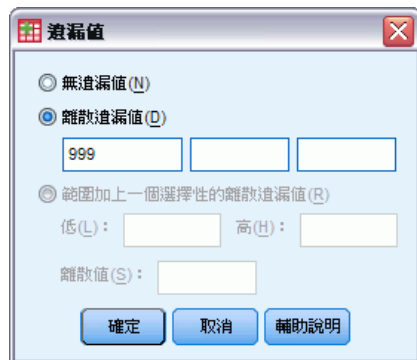 遺漏值
無遺漏值(N)
離散遺漏值(D)
999
範圍加上一個選擇性的離散遺漏值(R)
低(L)： 高(H)：
離散值(S)：
確定 取消 輔助說明